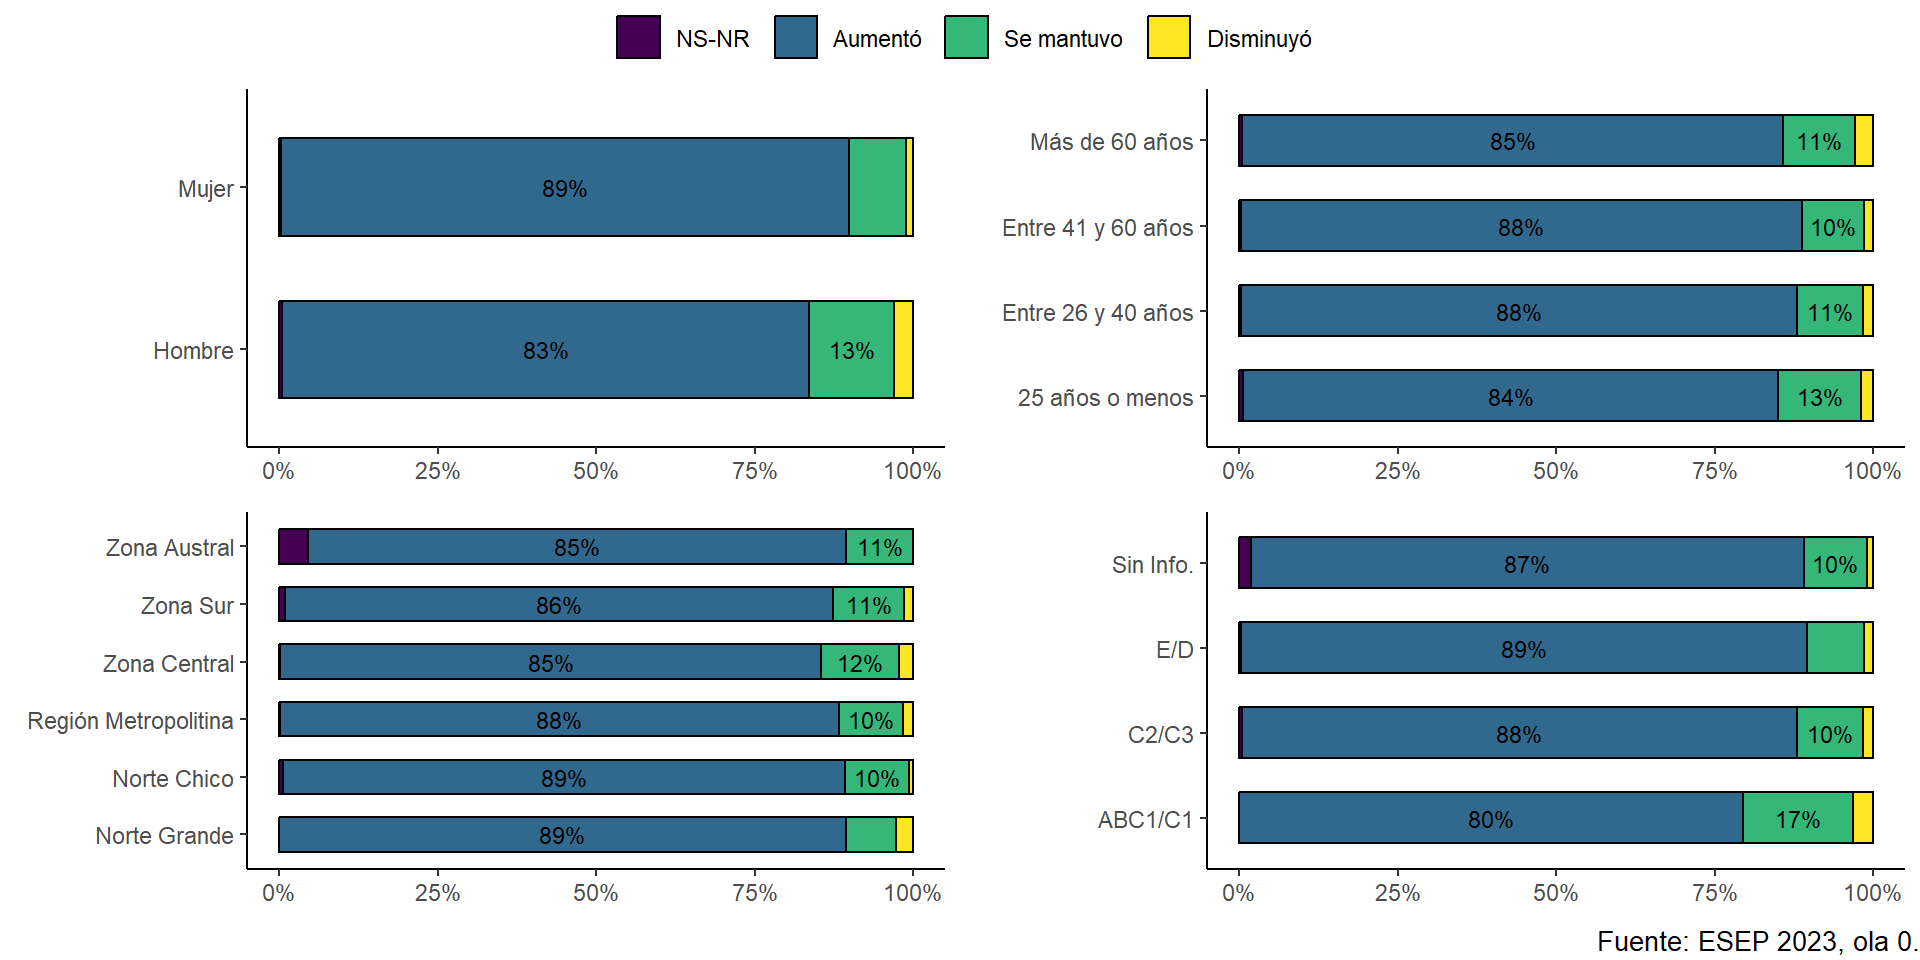 NS-NR Aumentó Se mantuvo Disminuyó
Mujer 89%
Hombre 83% 13%
0% 25% 50% 75% 100%
Más de 60 años 85% 11%
Entre 41 y 60 años 88% 10%
Entre 26 y 40 años 88% 11%
25 años o menos 84% 13%
0% 25% 50% 75% 100%
Zona Austral 85% 11%
Zona Sur 86% 11%
Zona Central 85% 12%
Región Metropolitina 88% 10%
Norte Chico 89% 10%
Norte Grande 89%
0% 25% 50% 75% 100%
Sin Info. 87% 10%
E/D 89%
C2/C3 88% 10%
ABC1/C1 80% 17%
0% 25% 50% 75% 100%
Fuente: ESEP 2023, ola 0.